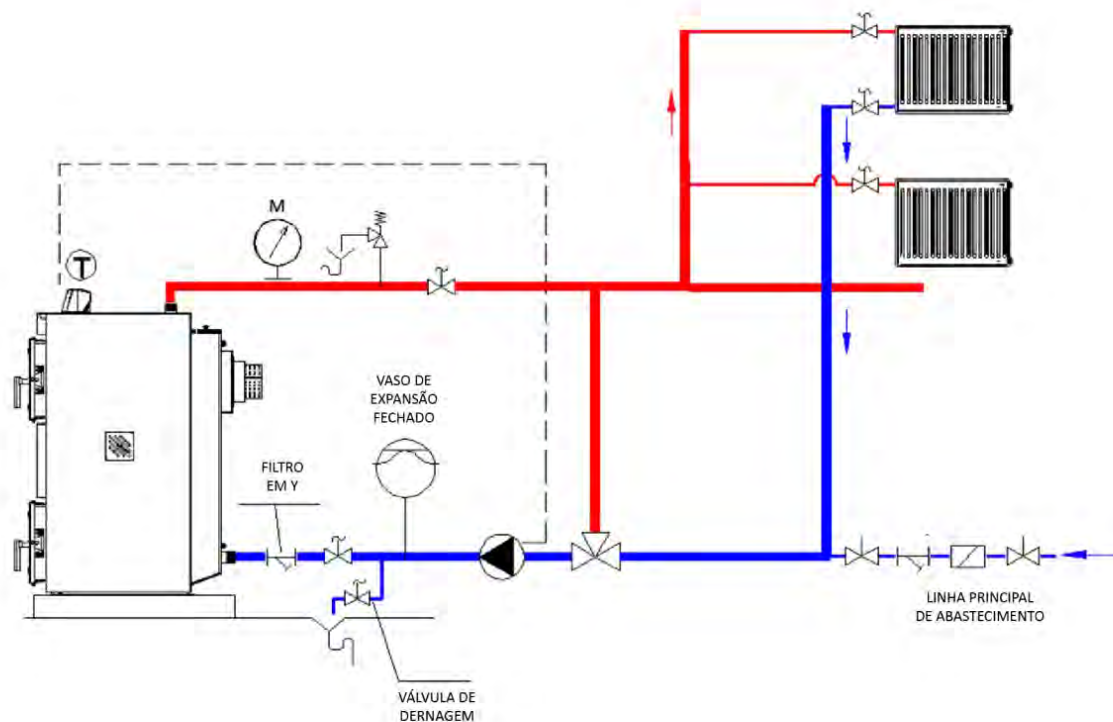 M
T
VASO DE
EXPANSÃO
FECHADO
FILTRO
EM Y
LINHA PRINCIPAL
DE ABASTECIMENTO
VÁLVULA DE
DERNAGEM